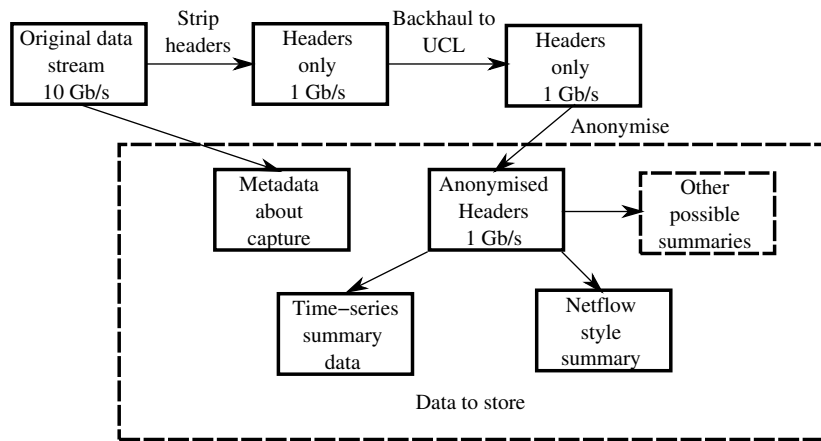 Original data
stream
10 Gb/s
Strip
headers
Headers
only
1 Gb/s
Backhaul to
UCL
Headers
only
1 Gb/s
Anonymise
Metadata
about
capture
Anonymised
Headers
1 Gb/s
Other
possible
summaries
Time−series
summary
data
Netflow
style
summary
Data to store